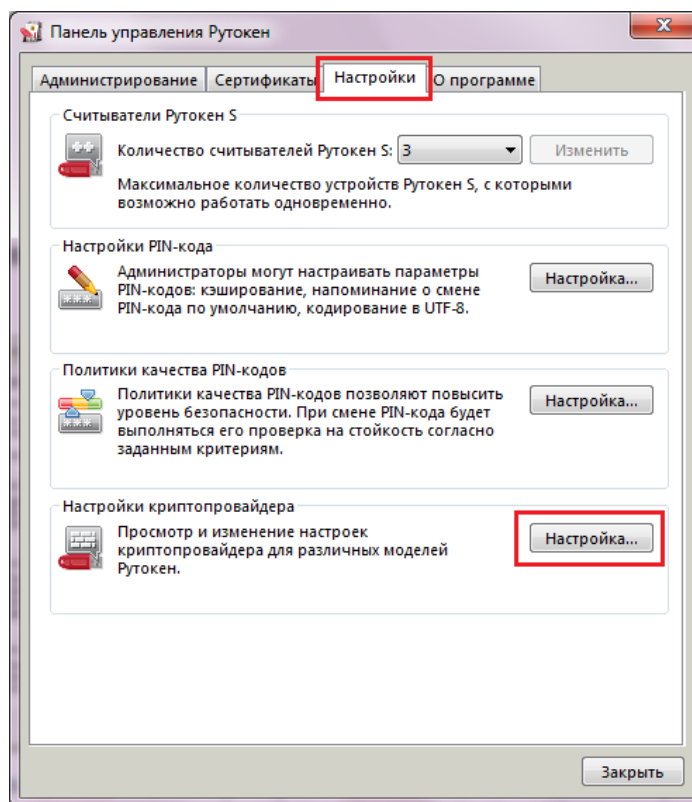 Панель управления Рутокен
Администрирование Сертификаты Настройки О программе
Считыватели Рутокен S
Количество считывателей Рутокен S: 3 Изменить
Максимальное количество устройств Рутокен S, с которыми
возможно работать одновременно.
Настройки PIN-кода
Администраторы могут настраивать параметры
PIN-кодов: кэширование, напоминание о смене
PIN-кода по умолчанию, кодирование в UTF-8.
Настройка...
Политики качества PIN-кодов
Политики качества PIN-кодов позволяют повысить
уровень безопасности. При смене PIN-кода будет
выполняться его проверка на стойкость согласно
заданным критериям.
Настройка...
Настройки криптопровайдера
Просмотр и изменение настроек
криптопровайдера для различных моделей
Рутокен.
Настройка...
Закрыть